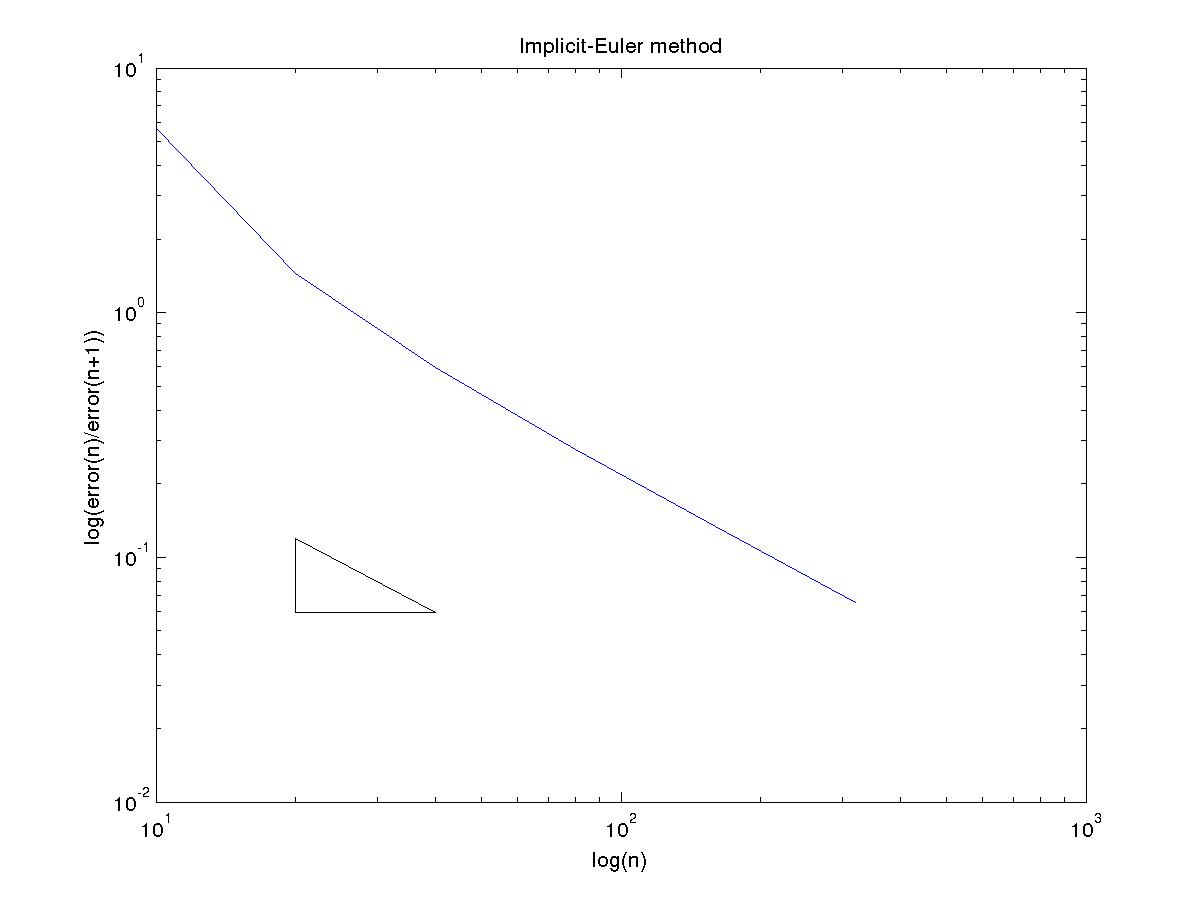 Implicit-Euler method
10^1
10^0
10^-1
10^-2
log(error(n)/error(n+1))
10^1 10^2 10^3
log(n)